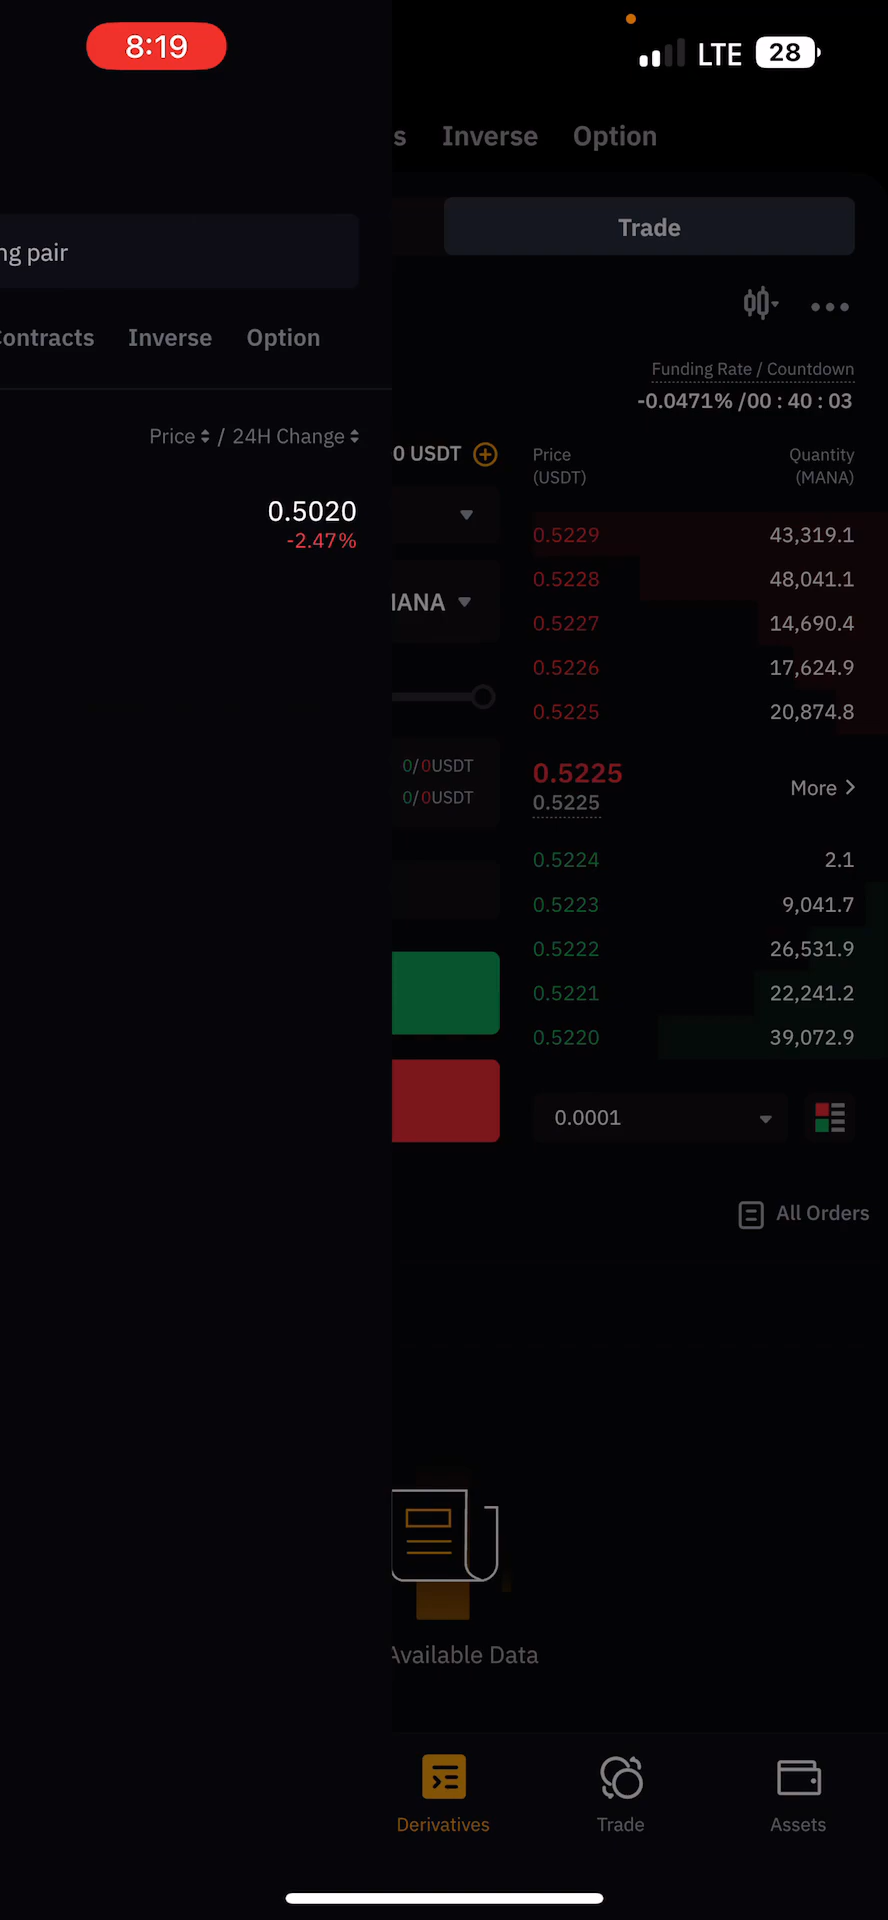 8:19
LTE 28
s Inverse Option
Trade
ng pair
ontracts Inverse Option
Funding Rate / Countdown
-0.0471% /00 : 40 : 03
Price / 24H Change
0.5020
-2.47%
0 USDT
MANA
0/0USDT
0/0USDT
Price Quantity
(USDT) (MANA)
0.5229 43,319.1
0.5228 48,041.1
0.5227 14,690.4
0.5226 17,624.9
0.5225 20,874.8
0.5225
0.5225
More
0.5224 2.1
0.5223 9,041.7
0.5222 26,531.9
0.5221 22,241.2
0.5220 39,072.9
0.0001
All Orders
Available Data
Derivatives Trade Assets